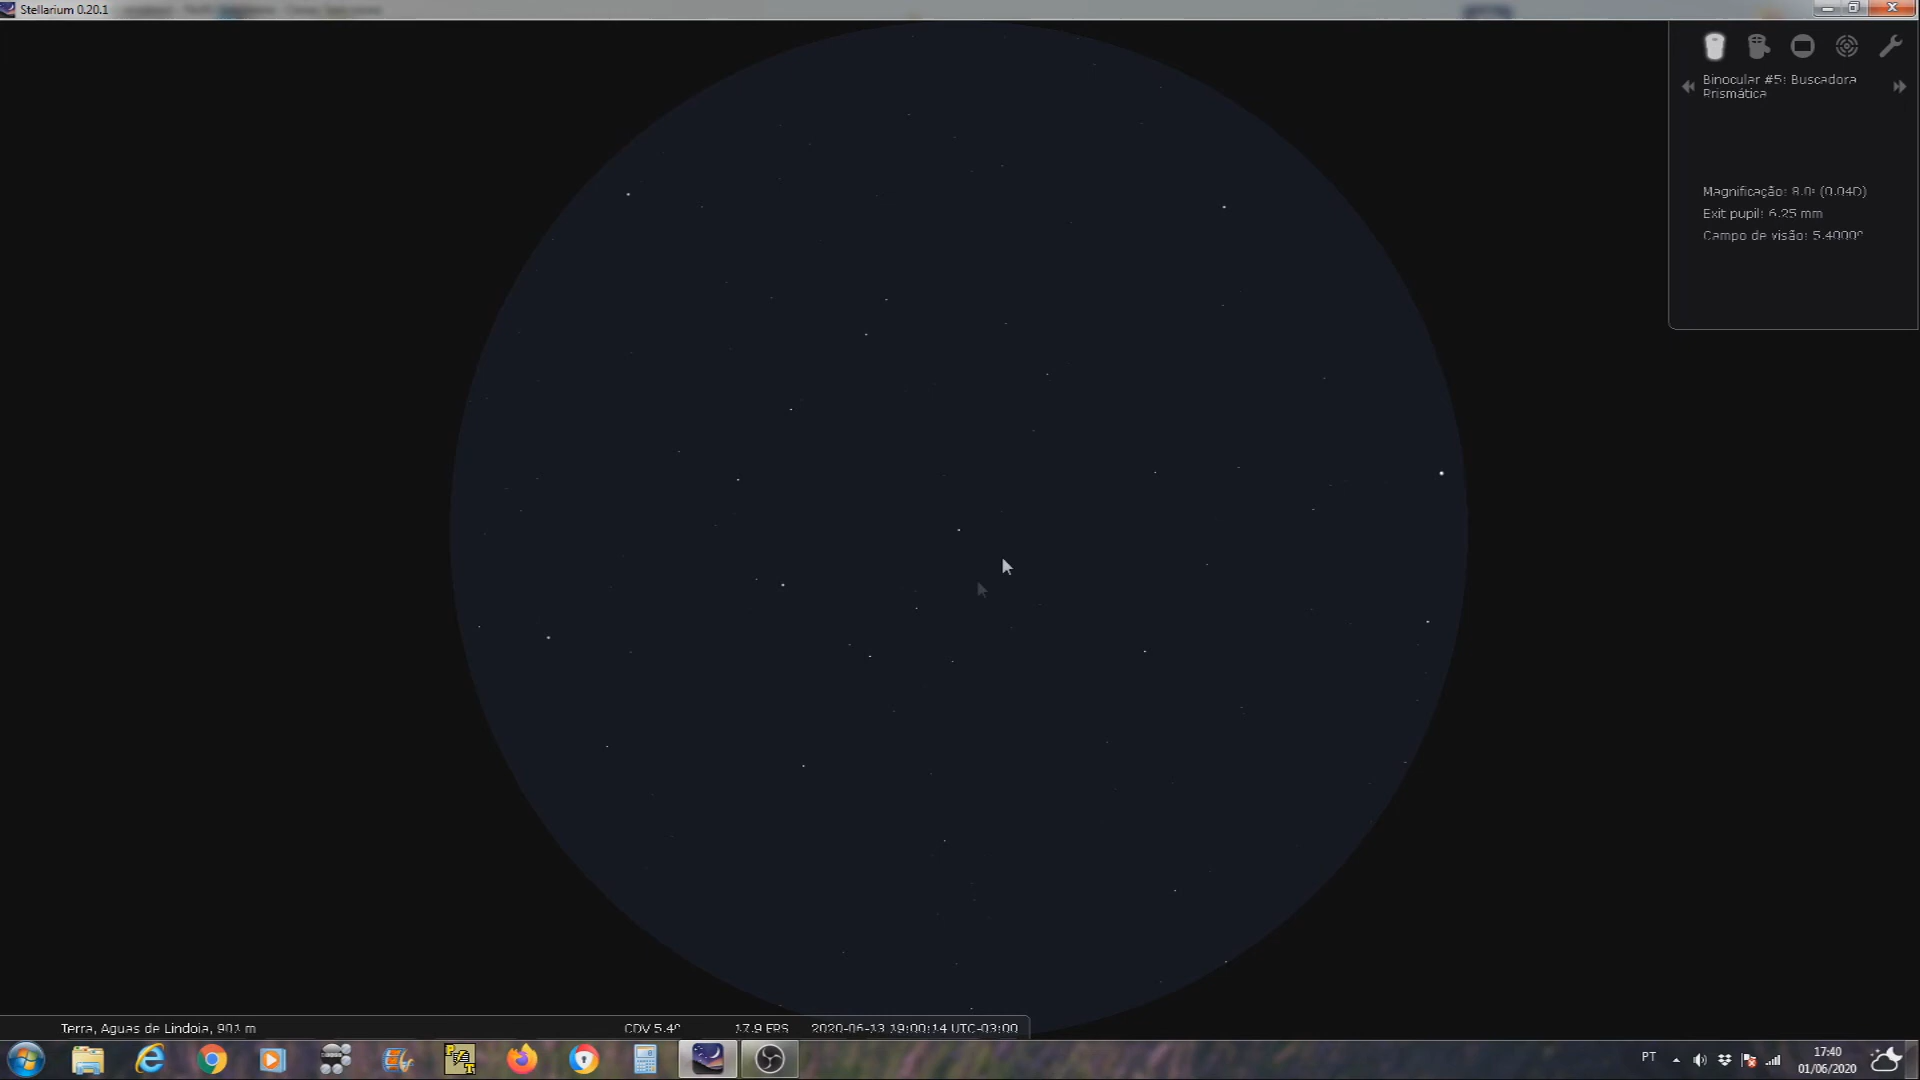 Stellarium 0.20.1
Binocular #5: Buscadora
Prismática
Magnificação: 8.0× (0.04D)
Exit pupil: 6.25 mm
Campo de visão: 5.4000°
Terra, Aguas de Lindoia, 901 m
CDV 5.4°
17.9 FPS
2020-06-13 19:00:14 UTC-03:00
PT
17:40
01/06/2020